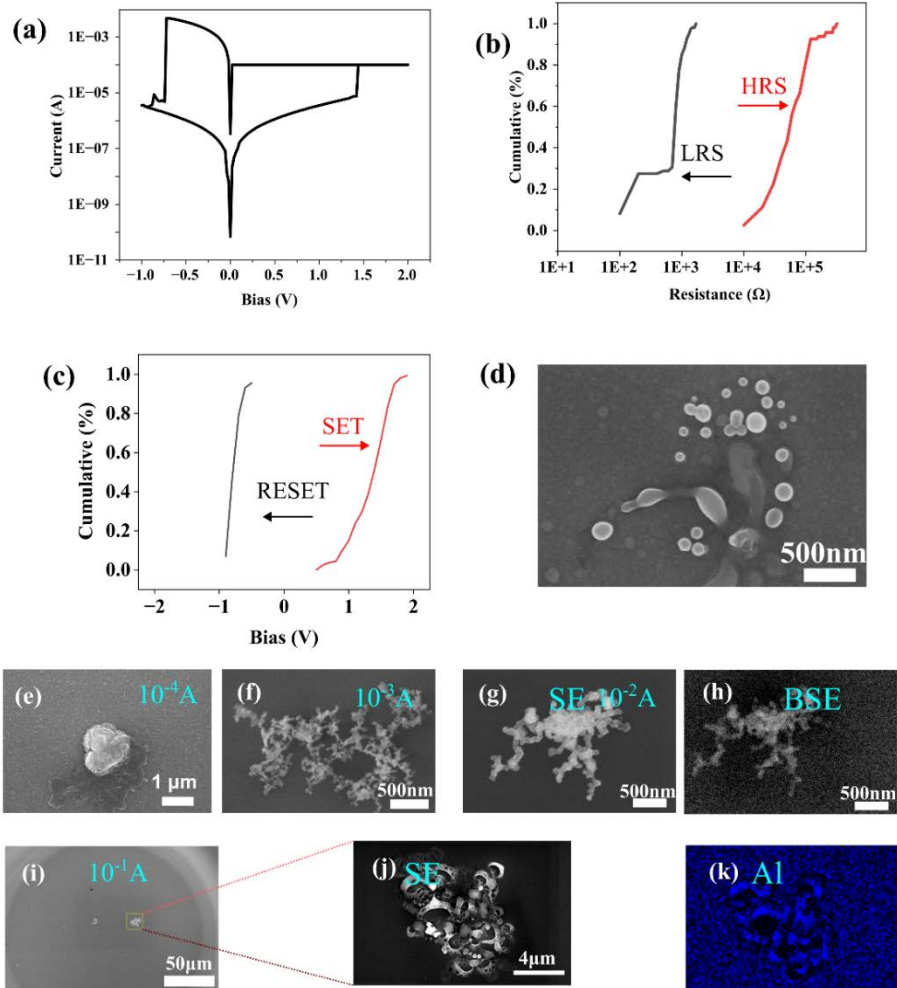 (a)
1E−03
1E−05
1E−07
1E−09
1E−11
Current (A)
−1.0 −0.5 0.0 0.5 1.0 1.5 2.0
Bias (V)
(b)
1.0
0.8
0.6
0.4
0.2
0.0
Cumulative (%)
HRS
LRS
1E+1 1E+2 1E+3 1E+4 1E+5
Resistance (Ω)
(c)
1.0
0.8
0.6
0.4
0.2
0.0
Cumulative (%)
SET
RESET
−2 −1 0 1 2
Bias (V)
(d)
500nm
(e) 10⁻⁴A
1 μm
(f) 10⁻³A
500nm
(g) SE 10⁻²A
500nm
(h) BSE
500nm
(i) 10⁻¹A
50μm
(j) SE
4μm
(k) Al